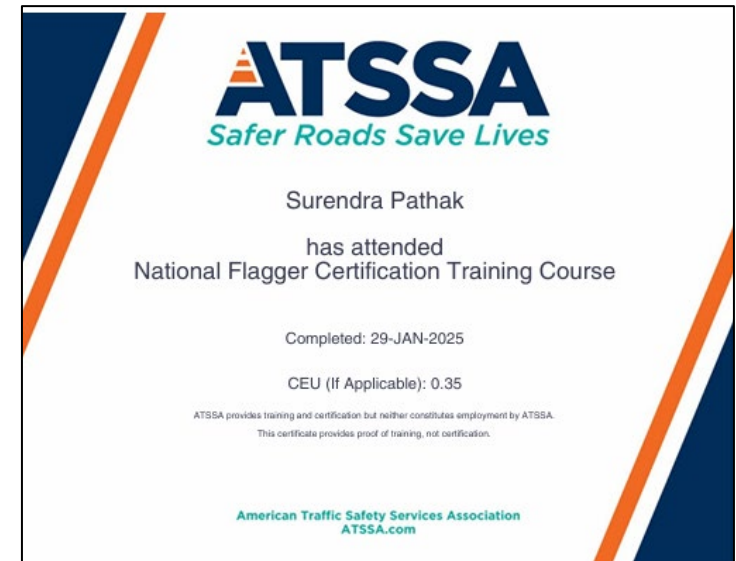 ATSSA
Safer Roads Save Lives
Surendra Pathak
has attended
National Flagger Certification Training Course
Completed: 29-JAN-2025
CEU (If Applicable): 0.35
ATSSA provides training and certification but neither constitutes employment by ATSSA.
This certificate provides proof of training, not certification.
American Traffic Safety Services Association
ATSSA.com